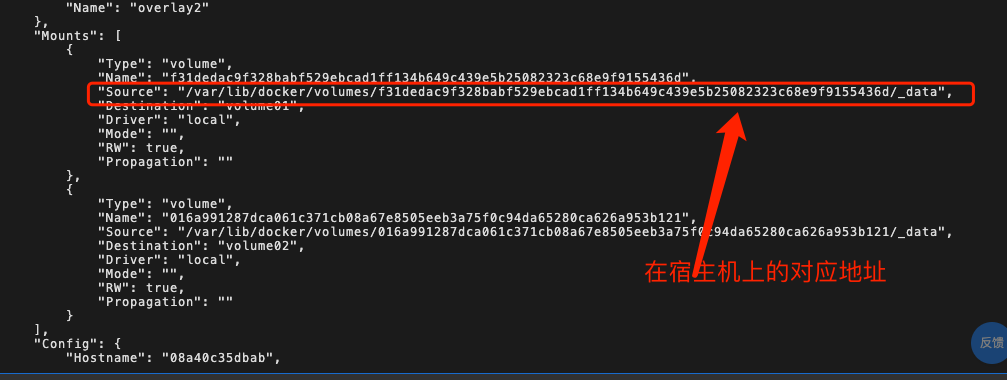 "Name": "overlay2"
},
"Mounts": [
{
"Type": "volume",
"Name": "f31dedac9f328babf529ebcad1ff134b649c439e5b25082323c68e9f9155436d",
"Source": "/var/lib/docker/volumes/f31dedac9f328babf529ebcad1ff134b649c439e5b25082323c68e9f9155436d/_data",
"Destination": "volume01",
"Driver": "local",
"Mode": "",
"RW": true,
"Propagation": ""
},
{
"Type": "volume",
"Name": "016a991287dca061c371cb08a67e8505eeb3a75f0c94da65280ca626a953b121",
"Source": "/var/lib/docker/volumes/016a991287dca061c371cb08a67e8505eeb3a75f0c94da65280ca626a953b121/_data",
"Destination": "volume02",
"Driver": "local",
"Mode": "",
"RW": true,
"Propagation": ""
}
],
"Config": {
"Hostname": "08a40c35dbab",
在宿主机上的对应地址
反馈